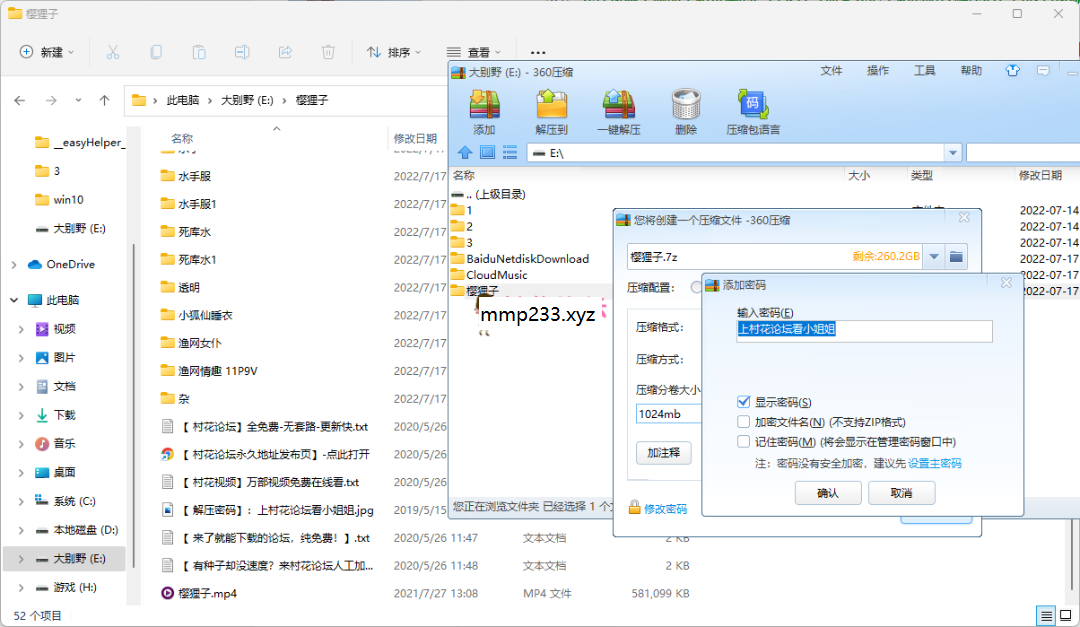 樱狸子
新建
排序
查看
此电脑 › 大别野 (E:) › 樱狸子
__easyHelper_
3
win10
大别野 (E:)
OneDrive
此电脑
视频
图片
文档
下载
音乐
桌面
系统 (C:)
本地磁盘 (D:)
大别野 (E:)
游戏 (H:)
52 个项目
名称 修改日期
水手服 2022/7/17
水手服1 2022/7/17
死库水 2022/7/17
死库水1 2022/7/17
透明 2022/7/17
小狐仙睡衣 2022/7/17
渔网女仆 2022/7/17
渔网情趣 11P9V 2022/7/17
杂 2022/7/17
【 村花论坛】全免费-无套路-更新快.txt 2020/5/26
【 村花论坛永久地址发布页】-点此打开 2020/5/26
【 村花视频】万部视频免费在线看.txt 2020/5/26
【 解压密码】：上村花论坛看小姐姐.jpg 2019/5/15
【 来了就能下载的论坛，纯免费！】.txt 2020/5/26 11:47 文本文档 2 KB
【 有种子却没速度？来村花论坛人工加... 2020/5/26 11:48 文本文档 2 KB
樱狸子.mp4 2021/7/27 13:08 MP4 文件 581,099 KB
大别野 (E:) - 360压缩
文件 操作 工具 帮助
添加 解压到 一键解压 删除 压缩包语言
码
E:\
名称 大小 类型 修改日期
.. (上级目录)
1 2022-07-14
2 2022-07-14
3 2022-07-14
BaiduNetdiskDownload 2022-07-14
CloudMusic 2022-07-17
樱狸子 2022-07-17
mmp233.xyz
您正在浏览文件夹 已经选择 1 个
您将创建一个压缩文件 -360压缩
樱狸子.7z 剩余:260.2GB
压缩配置：
压缩格式：
压缩方式：
压缩分卷大小
1024mb
加注释
修改密码
添加密码
输入密码(E)
上村花论坛看小姐姐
显示密码(S)
加密文件名(N) (不支持ZIP格式)
记住密码(M) (将会显示在管理密码窗口中)
注：密码没有安全加密，建议先 设置主密码
确认 取消